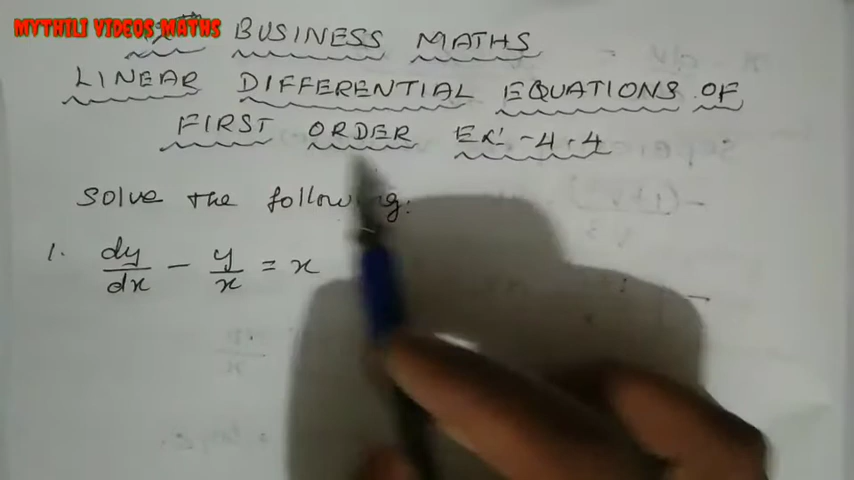 MYTHILI VIDEOS MATHS
BUSINESS MATHS
LINEAR DIFFERENTIAL EQUATIONS OF
FIRST ORDER EX: - 4.4
Solve the following:
1. dy/dx - y/x = x